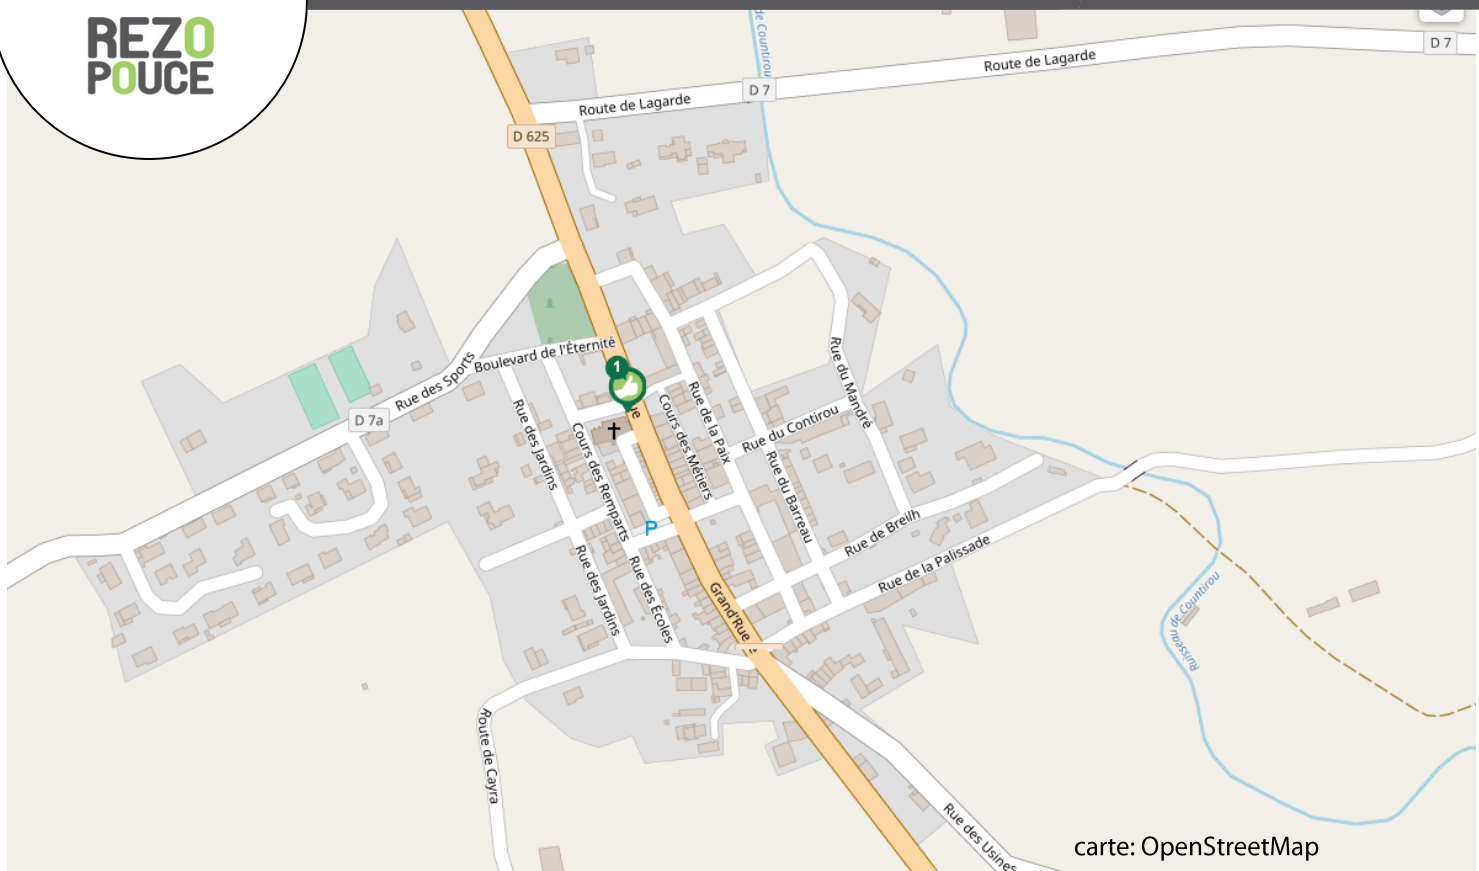 REZO
POUCE
de Countirou
D 7
Route de Lagarde
D 7
Route de Lagarde
D 625
Boulevard de l'Éternité
Rue des Sports
D 7a
1
ue
Rue du Mandré
Rue des Jardins
Cours des Remparts
Cours des Métiers
Rue de la Paix
Rue du Contirou
Rue du Barreau
P
Rue de Breilh
Rue de la Palissade
Rue des Jardins
Rue des Écoles
Grand'Rue
Ruisseau de Countirou
Route de Cayra
Rue des Usines
carte: OpenStreetMap